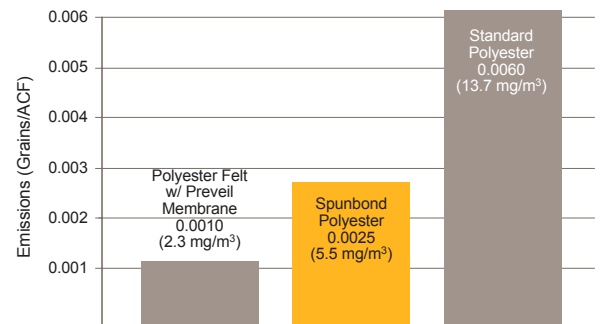 0.006
0.005
0.004
0.003
0.002
0.001
Emissions (Grains/ACF)
Polyester Felt
w/ Preveil
Membrane
0.0010
(2.3 mg/m³)
Spunbond
Polyester
0.0025
(5.5 mg/m³)
Standard
Polyester
0.0060
(13.7 mg/m³)